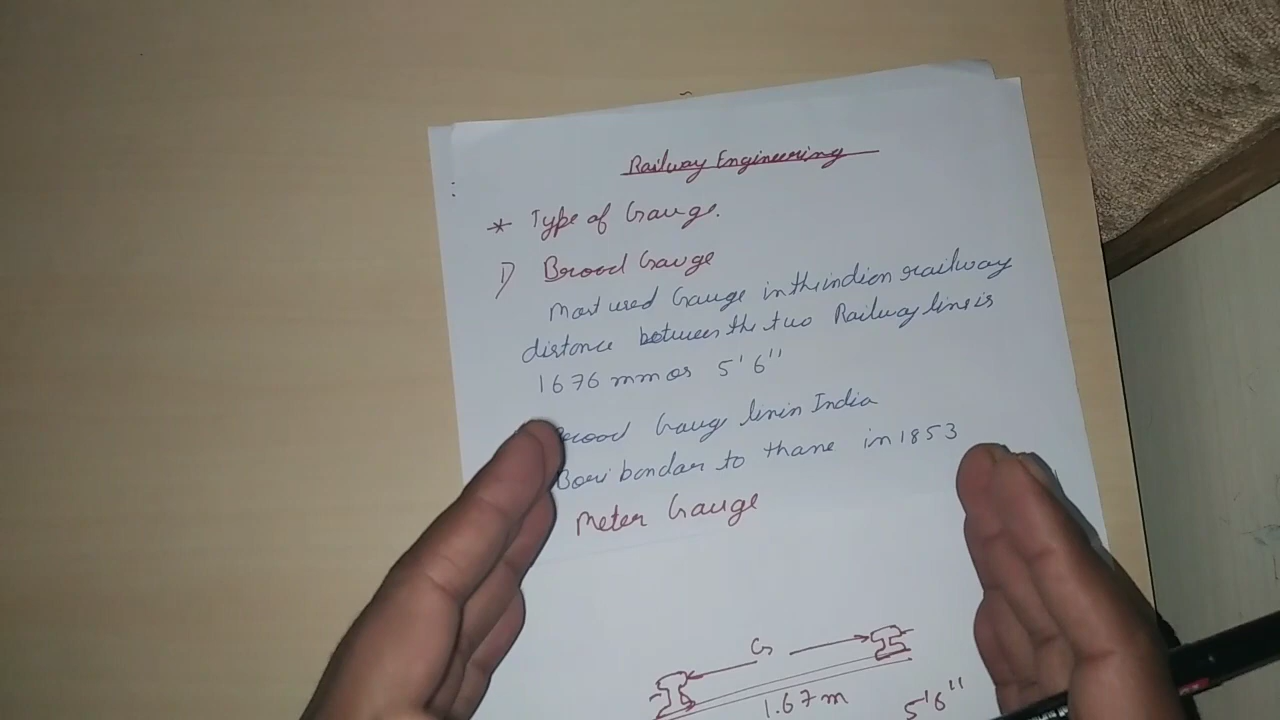 Railway Engineering
* Type of Gauge.
1) Broad Gauge
Most used Gauge in the indian railway
distance between the two Railway line is
1676 mm or 5'6"
Broad Gauge line in India
Bori bandar to thane in 1853
Meter Gauge
G
1.67 m 5'6"